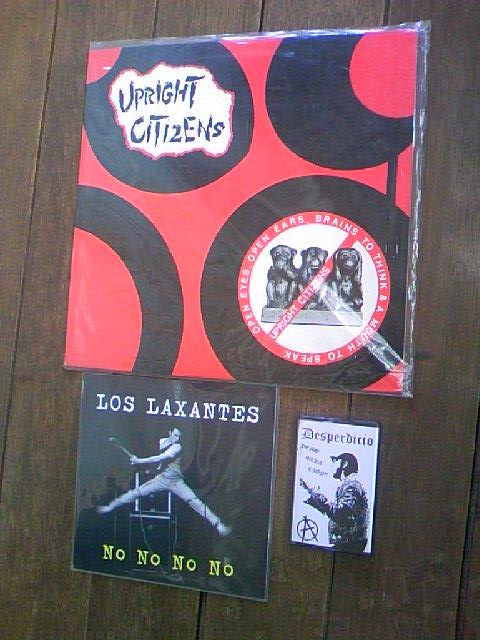 UPRIGHT
CITIZENS
OPEN EYES OPEN EARS, BRAINS TO THINK & A MOUTH TO SPEAK
UPRIGHT CITIZENS
LOS LAXANTES
NO NO NO NO
Desperdicio